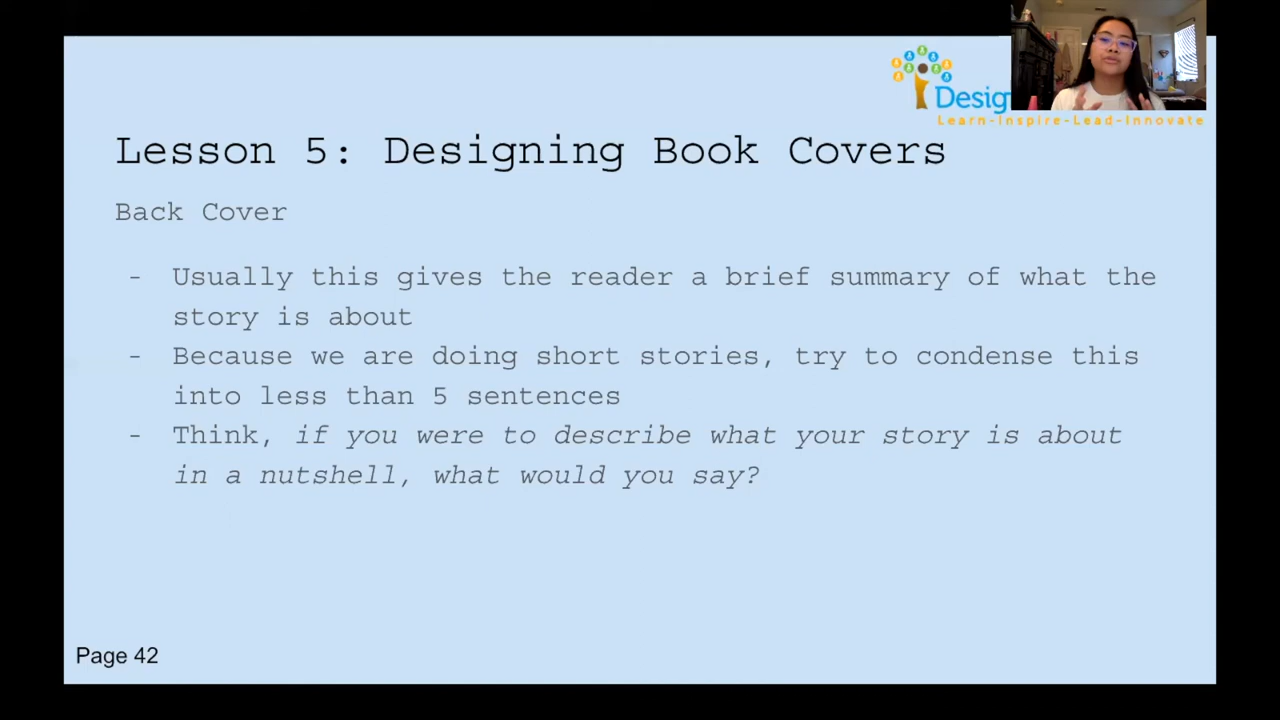 Desig
Learn-Inspire-Lead-Innovate
Lesson 5: Designing Book Covers
Back Cover
- Usually this gives the reader a brief summary of what the
story is about
- Because we are doing short stories, try to condense this
into less than 5 sentences
- Think, if you were to describe what your story is about
in a nutshell, what would you say?
Page 42